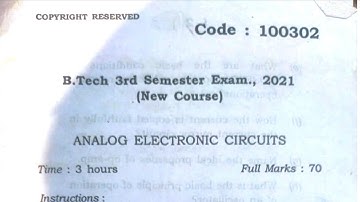 COPYRIGHT RESERVED
Code : 100302
B.Tech 3rd Semester Exam., 2021
(New Course)
ANALOG ELECTRONIC CIRCUITS
Time : 3 hours Full Marks : 70
Instructions :